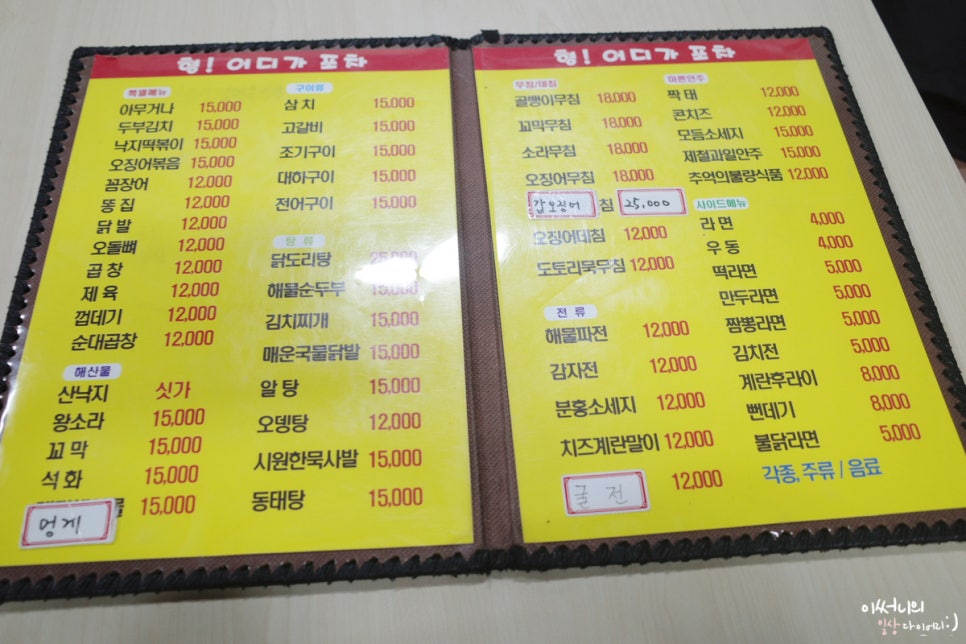 형! 어디가 포차
특별메뉴
아무거나 15,000
두부김치 15,000
낙지떡볶이 15,000
오징어볶음 15,000
꼼장어 12,000
똥집 12,000
닭발 12,000
오돌뼈 12,000
곱창 12,000
제육 12,000
껍데기 12,000
순대곱창 12,000
해산물
산낙지 싯가
왕소라 15,000
꼬막 15,000
석화 15,000
멍게 15,000
구이류
삼치 15,000
고갈비 15,000
조기구이 15,000
대하구이 15,000
전어구이 15,000
탕류
닭도리탕
해물순두부 15,000
김치찌개 15,000
매운국물닭발 15,000
알탕 15,000
오뎅탕 12,000
시원한묵사발 15,000
동태탕 15,000
형! 어디가 포차
무침/데침
골뱅이무침 18,000
꼬막무침 18,000
소라무침 18,000
오징어무침 18,000
갑오징어 침 25,000
오징어데침 12,000
도토리묵무침 12,000
전류
해물파전 12,000
감자전 12,000
분홍소세지 12,000
치즈계란말이 12,000
굴전 12,000
마른안주
짝태 12,000
콘치즈 12,000
모듬소세지 15,000
제철과일안주 15,000
추억의불량식품 12,000
사이드메뉴
라면 4,000
우동 4,000
떡라면 5,000
만두라면 5,000
짬뽕라면 5,000
김치전 5,000
계란후라이 8,000
뻔데기 8,000
불닭라면 5,000
각종, 주류 / 음료
이써니의
일상다이어리:)